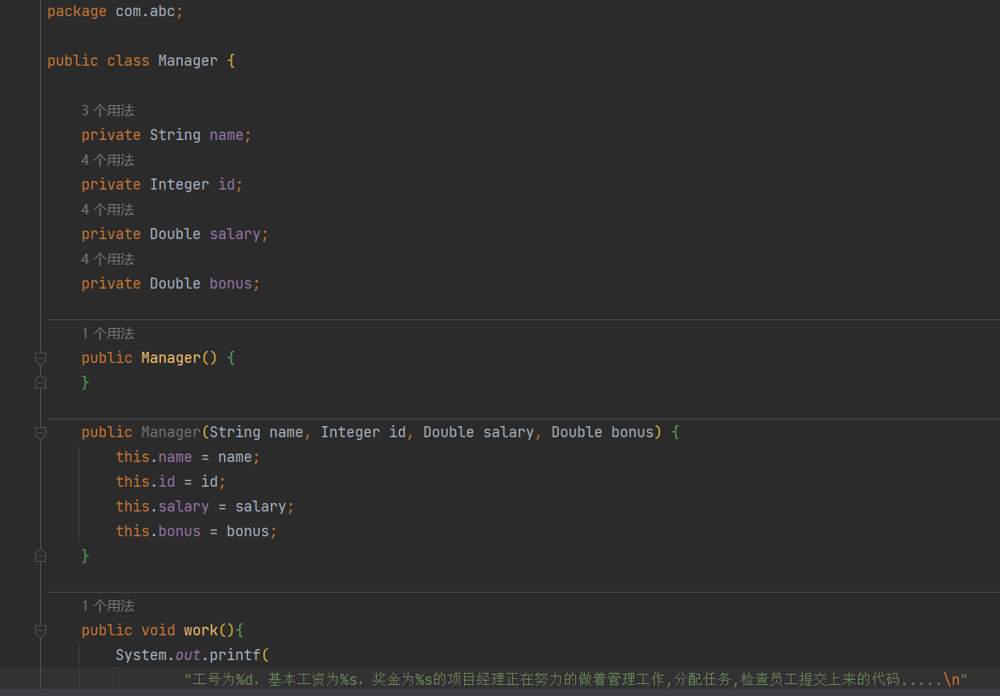 package com.abc;
public class Manager {
3 个用法
private String name;
4 个用法
private Integer id;
4 个用法
private Double salary;
4 个用法
private Double bonus;
1 个用法
public Manager() {
}
public Manager(String name, Integer id, Double salary, Double bonus) {
this.name = name;
this.id = id;
this.salary = salary;
this.bonus = bonus;
}
1 个用法
public void work(){
System.out.printf(
"工号为%d，基本工资为%s，奖金为%s的项目经理正在努力的做着管理工作,分配任务,检查员工提交上来的代码.....\n"